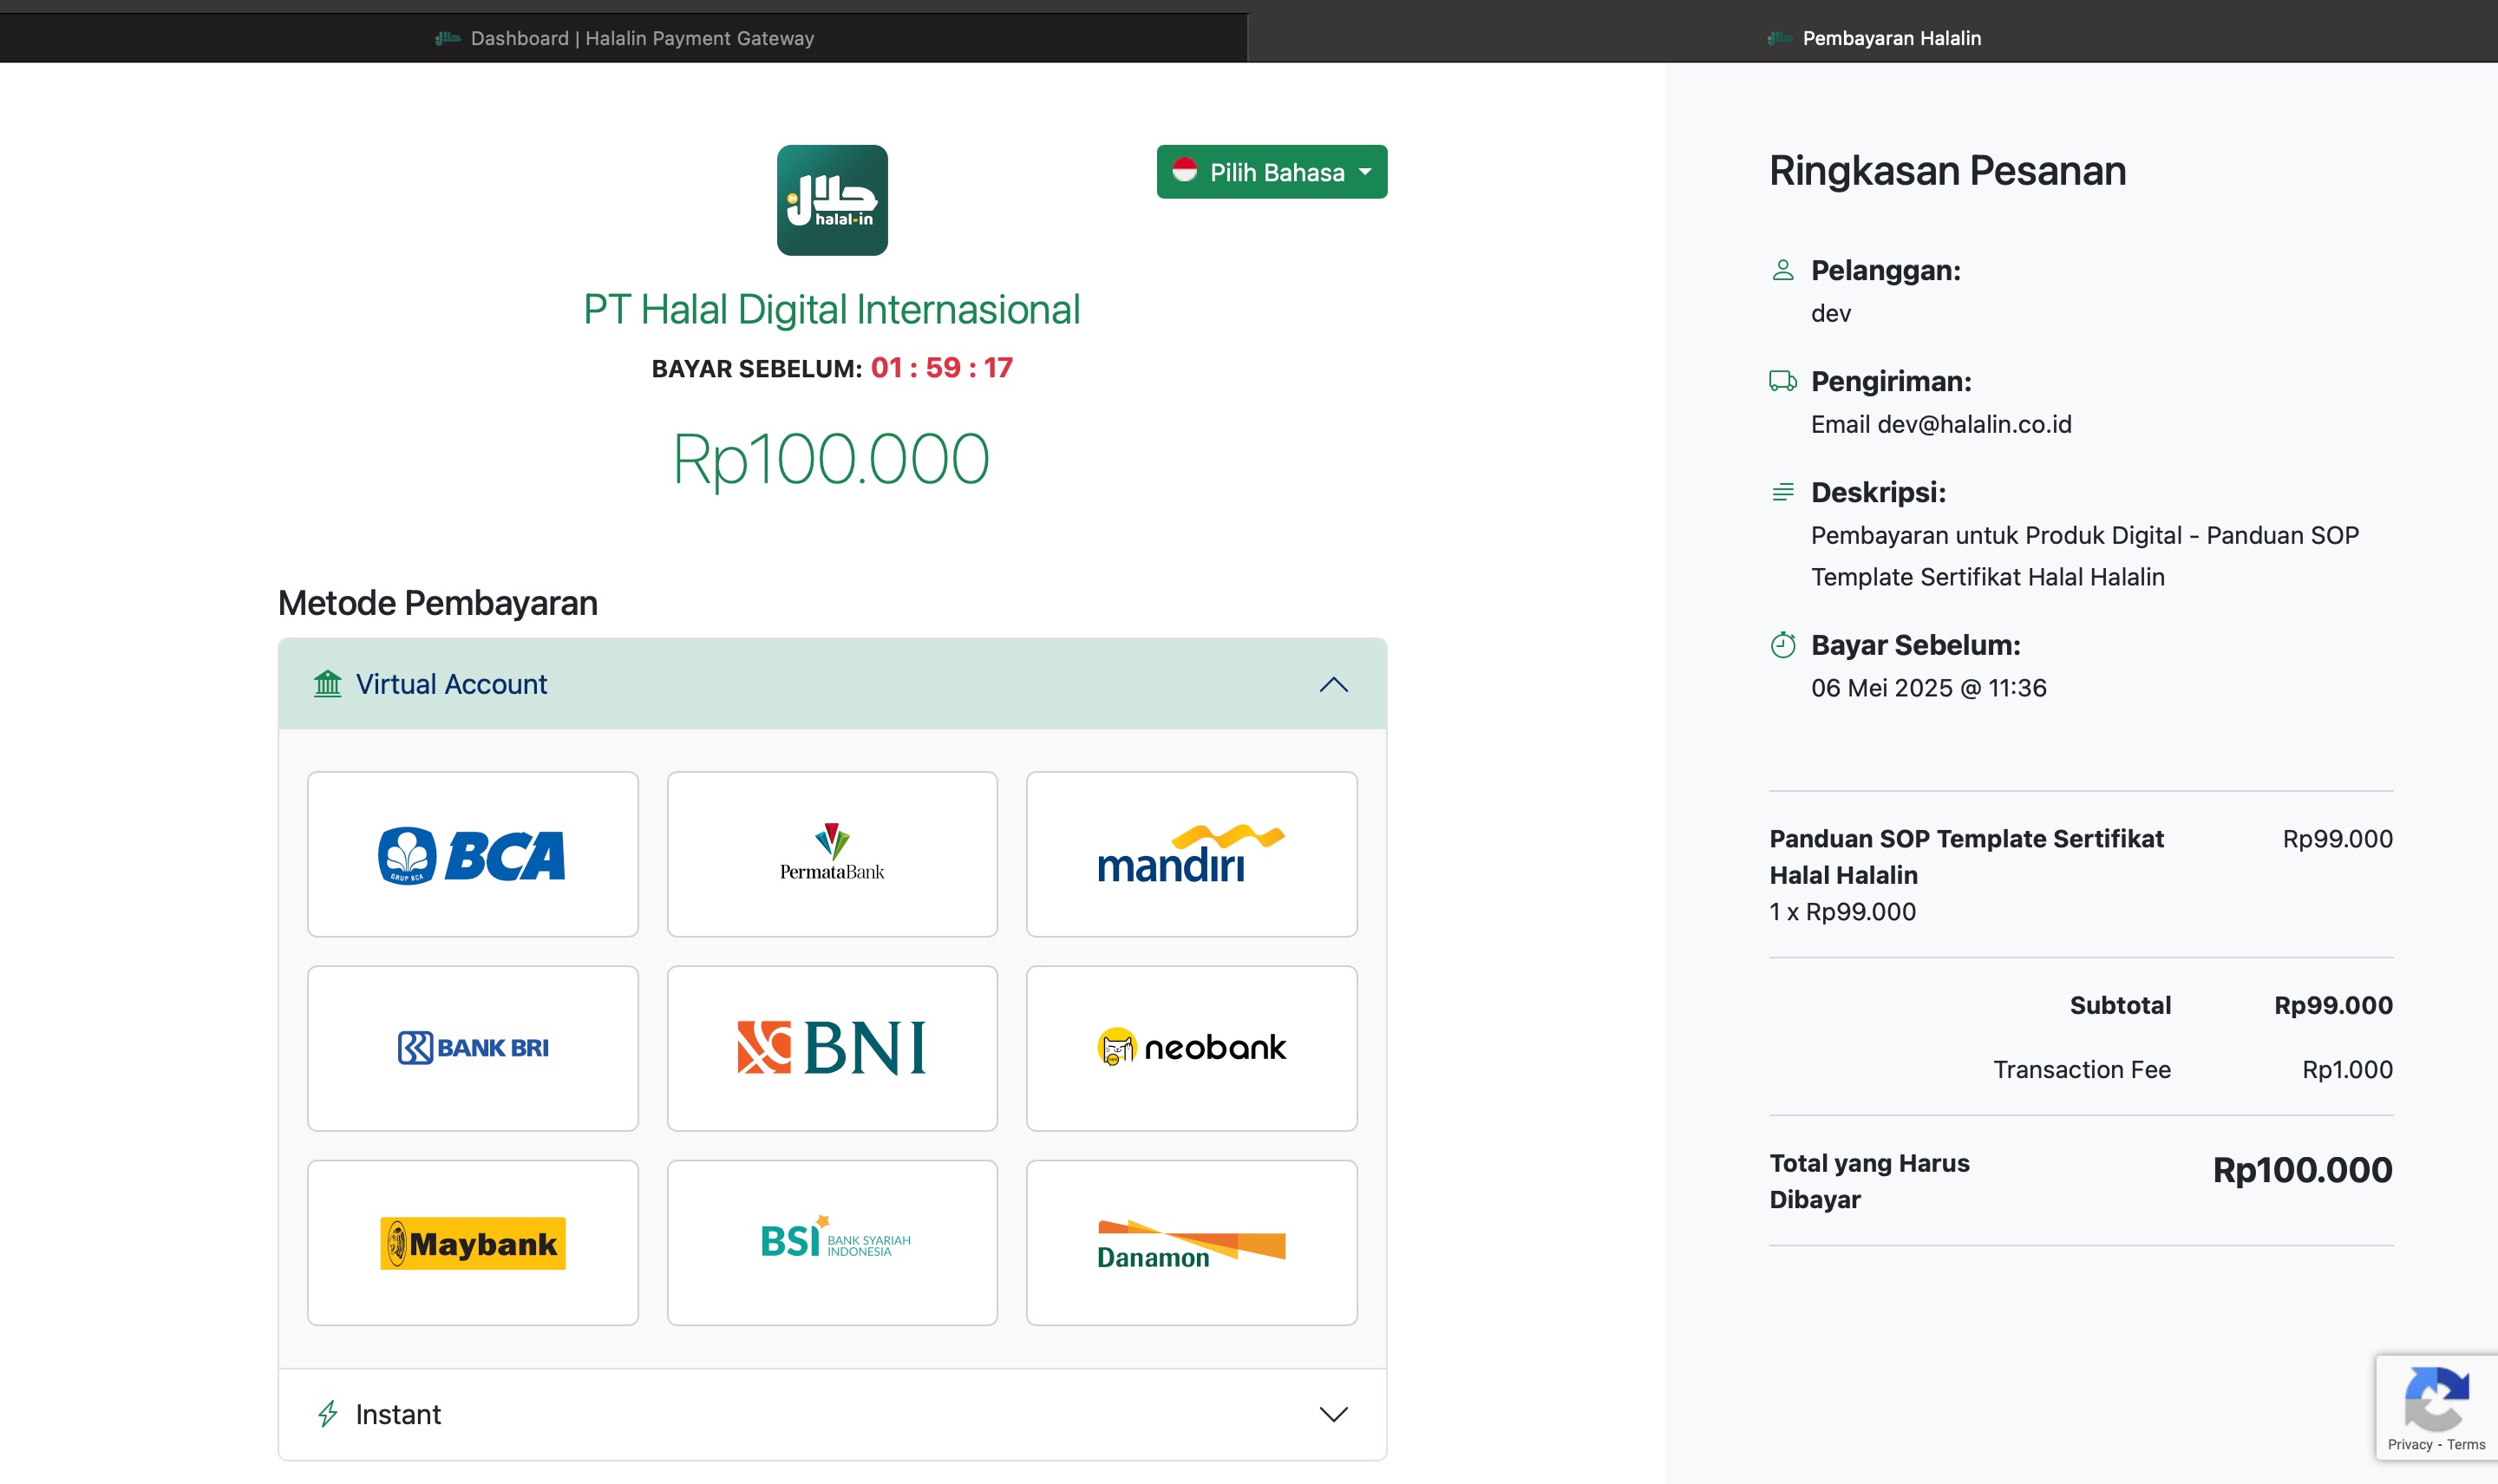 Dashboard | Halalin Payment Gateway
Pembayaran Halalin
حلال
IN
halal-in
Pilih Bahasa
PT Halal Digital Internasional
BAYAR SEBELUM: 01 : 59 : 17
Rp100.000
Metode Pembayaran
Virtual Account
GRUP BCA
BCA
PermataBank
mandiri
BANK BRI
BNI
neobank
Maybank
BSI BANK SYARIAH
INDONESIA
Danamon
Instant
Ringkasan Pesanan
Pelanggan:
dev
Pengiriman:
Email dev@halalin.co.id
Deskripsi:
Pembayaran untuk Produk Digital - Panduan SOP
Template Sertifikat Halal Halalin
Bayar Sebelum:
06 Mei 2025 @ 11:36
Panduan SOP Template Sertifikat Rp99.000
Halal Halalin
1 x Rp99.000
Subtotal Rp99.000
Transaction Fee Rp1.000
Total yang Harus Rp100.000
Dibayar
Privacy - Terms